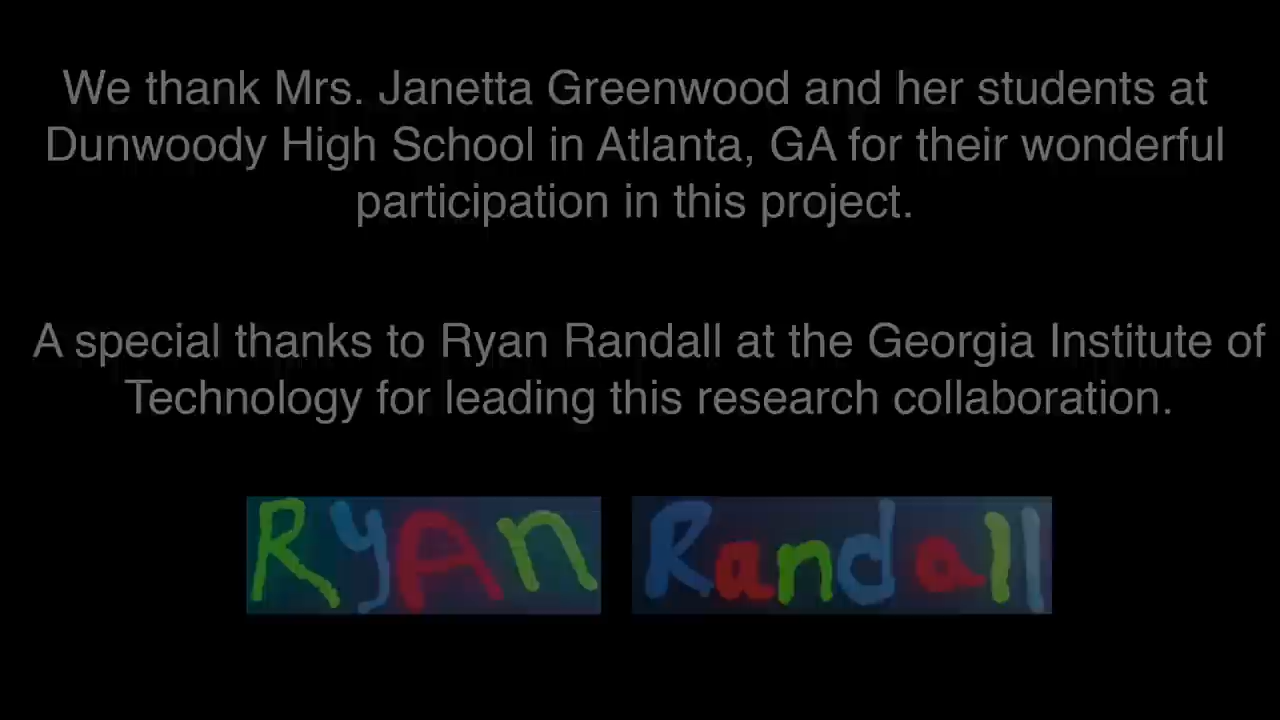 We thank Mrs. Janetta Greenwood and her students at
Dunwoody High School in Atlanta, GA for their wonderful
participation in this project.
A special thanks to Ryan Randall at the Georgia Institute of
Technology for leading this research collaboration.
RyAn Randall